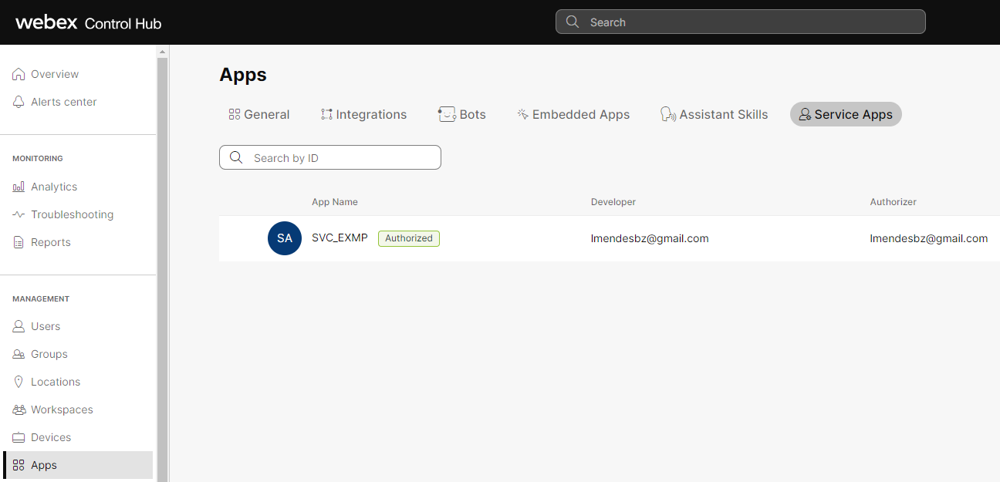 webex Control Hub
Search
Overview
Alerts center
MONITORING
Analytics
Troubleshooting
Reports
MANAGEMENT
Users
Groups
Locations
Workspaces
Devices
Apps
Apps
General Integrations Bots Embedded Apps Assistant Skills Service Apps
Search by ID
App Name Developer Authorizer
SA SVC_EXMP Authorized lmendesbz@gmail.com lmendesbz@gmail.com